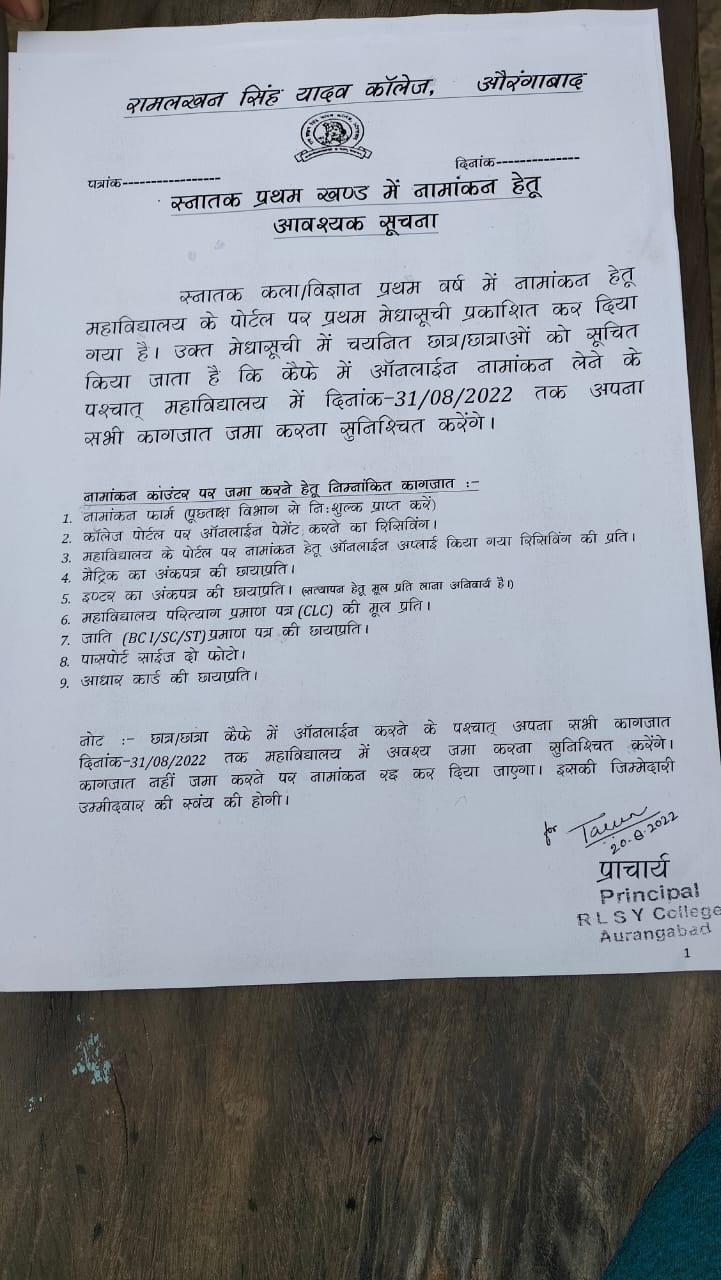 रामलखन सिंह यादव कॉलेज, औरंगाबाद
पत्रांक----------------- दिनांक--------------
स्नातक प्रथम खण्ड में नामांकन हेतू
आवश्यक सूचना
स्नातक कला/विज्ञान प्रथम वर्ष में नामांकन हेतू
महाविद्यालय के पोर्टल पर प्रथम मेधासूची प्रकाशित कर दिया
गया है। उक्त मेधासूची में चयनित छात्र/छात्राओं को सूचित
किया जाता है कि कैफे में ऑनलाईन नामांकन लेने के
पश्चात् महाविद्यालय में दिनांक-31/08/2022 तक अपना
सभी कागजात जमा करना सुनिश्चित करेंगे।
नामांकन कांउंटर पर जमा करने हेतू निम्नांकित कागजात :-
1. नामांकन फार्म (पूछताक्ष विभाग से नि:शुल्क प्राप्त करें)
2. कॉलेज पोर्टल पर ऑनलाईन पेमेंट करने का रिसिविंग।
3. महाविद्यालय के पोर्टल पर नामांकन हेतू ऑनलाईन अप्लाई किया गया रिसिविंग की प्रति।
4. मैट्रिक का अंकपत्र की छायाप्रति।
5. इण्टर का अंकपत्र की छायाप्रति। (सत्यापन हेतू मूल प्रति लाना अनिवार्य है।)
6. महाविद्यालय परित्याग प्रमाण पत्र (CLC) की मूल प्रति।
7. जाति (BC I/SC/ST) प्रमाण पत्र की छायाप्रति।
8. पासपोर्ट साईज दो फोटो।
9. आधार कार्ड की छायाप्रति।
नोट :- छात्र/छात्रा कैफे में ऑनलाईन करने के पश्चात् अपना सभी कागजात
दिनांक-31/08/2022 तक महाविद्यालय में अवश्य जमा करना सुनिश्चित करेंगे।
कागजात नहीं जमा करने पर नामांकन रद्द कर दिया जाएगा। इसकी जिम्मेदारी
उम्मीदवार की स्वंय की होगी।
for
20.8.2022
प्राचार्य
Principal
R L S Y College
Aurangabad
1